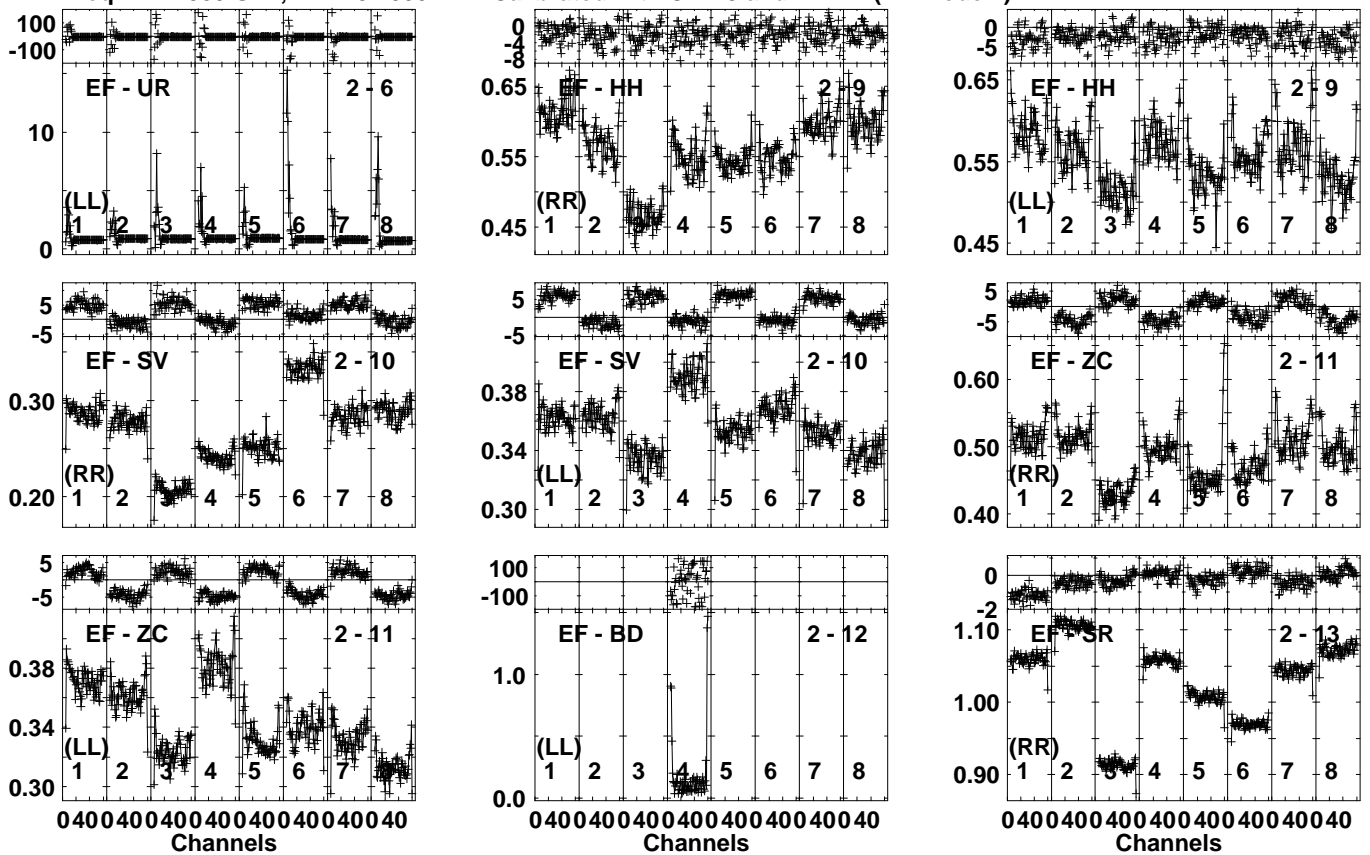 100
-100
EF - UR 2 - 6
10
(LL)
0
1 2 3 4 5 6 7 8
0
-4
-8
EF - HH 2 - 9
0.65
0.55
(RR)
0.45
1 2 3 4 5 6 7 8
0
-5
EF - HH 2 - 9
0.65
0.55
(LL)
0.45
1 2 3 4 5 6 7 8
5
-5
EF - SV 2 - 10
0.30
(RR)
0.20
1 2 3 4 5 6 7 8
5
-5
EF - SV 2 - 10
0.38
0.34
(LL)
0.30
1 2 3 4 5 6 7 8
5
-5
EF - ZC 2 - 11
0.60
0.50
(RR)
0.40
1 2 3 4 5 6 7 8
5
-5
EF - ZC 2 - 11
0.38
0.34
(LL)
0.30
1 2 3 4 5 6 7 8
0 40 0 40 0 40 0 40 0 40 0 40 0 40 0 40
Channels
100
-100
EF - BD 2 - 12
1.0
(LL)
0.0
1 2 3 4 5 6 7 8
0 40 0 40 0 40 0 40 0 40 0 40 0 40 0 40
Channels
0
-2
EF - SR 2 - 13
1.10
1.00
(RR)
0.90
1 2 3 4 5 6 7 8
0 40 0 40 0 40 0 40 0 40 0 40 0 40 0 40
Channels